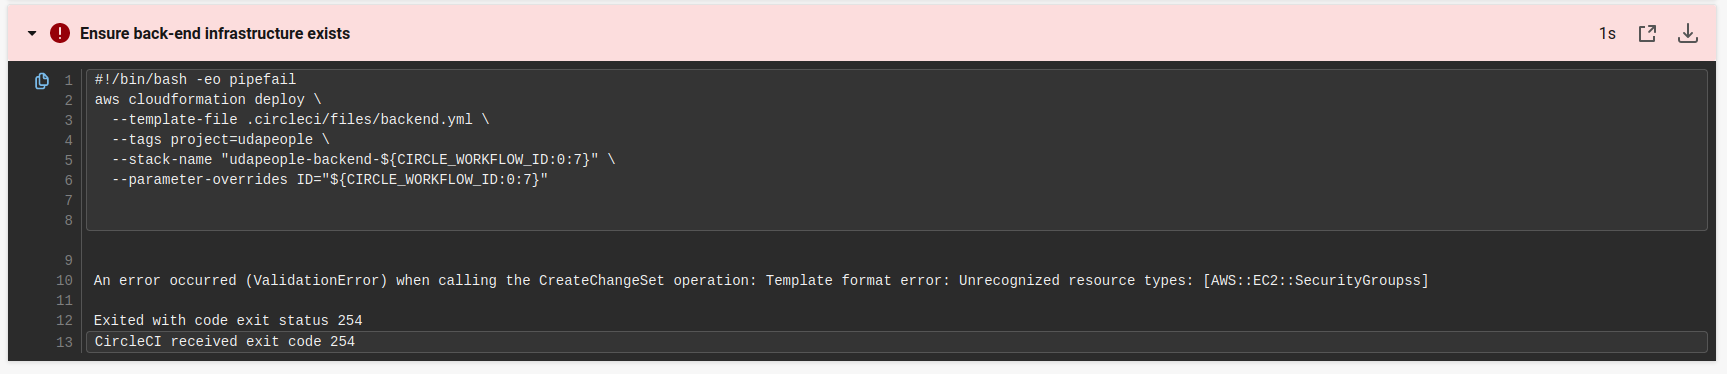 Ensure back-end infrastructure exists 1s
1 #!/bin/bash -eo pipefail
2 aws cloudformation deploy \
3   --template-file .circleci/files/backend.yml \
4   --tags project=udapeople \
5   --stack-name "udapeople-backend-${CIRCLE_WORKFLOW_ID:0:7}" \
6   --parameter-overrides ID="${CIRCLE_WORKFLOW_ID:0:7}"
7
8
9
10 An error occurred (ValidationError) when calling the CreateChangeSet operation: Template format error: Unrecognized resource types: [AWS::EC2::SecurityGroupss]
11
12 Exited with code exit status 254
13 CircleCI received exit code 254